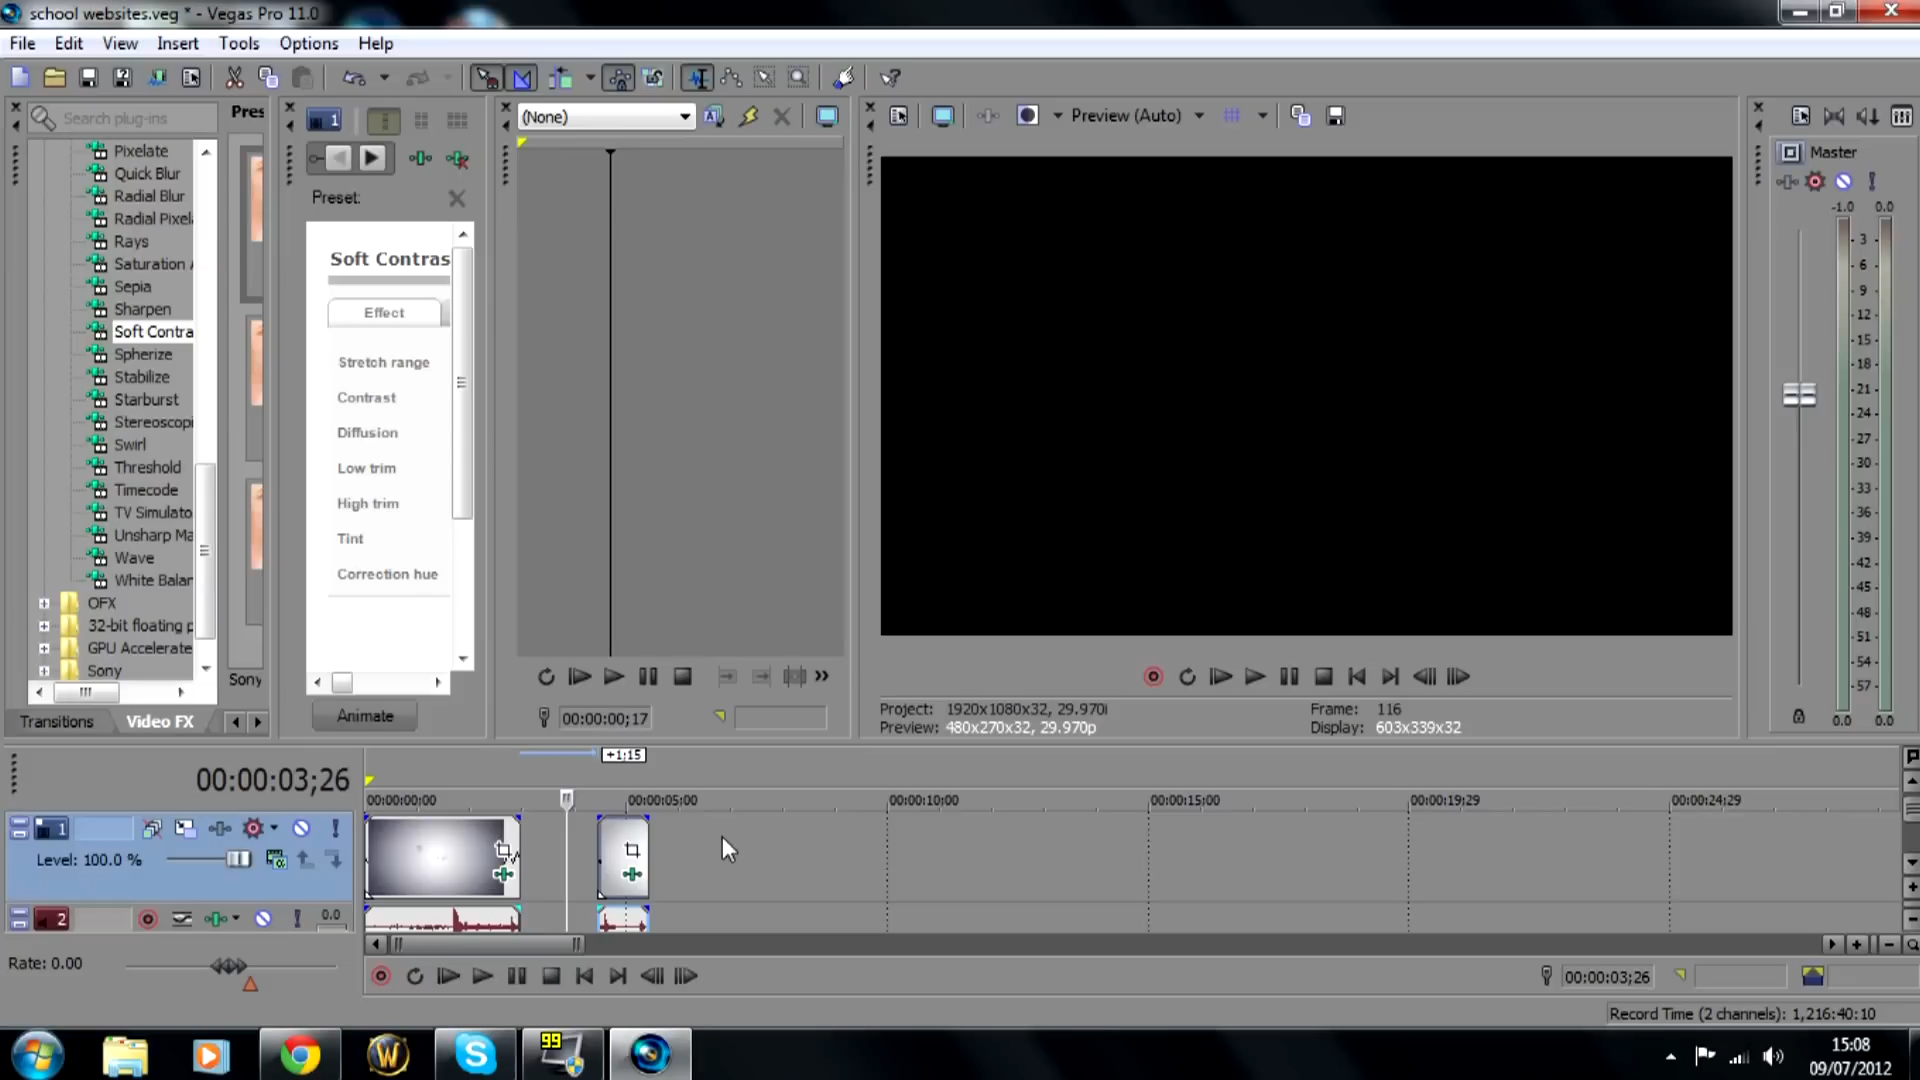 school websites.veg * - Vegas Pro 11.0
File Edit View Insert Tools Options Help
Search plug-ins
Pres
Pixelate
Quick Blur
Radial Blur
Radial Pixel
Rays
Saturation A
Sepia
Sharpen
Soft Contra
Spherize
Stabilize
Starburst
Stereoscopi
Swirl
Threshold
Timecode
TV Simulato
Unsharp Ma
Wave
White Balan
OFX
32-bit floating p
GPU Accelerate
Sony
Sony
Transitions Video FX
1
Preset:
Soft Contras
Effect
Stretch range
Contrast
Diffusion
Low trim
High trim
Tint
Correction hue
Animate
(None)
00:00:00;17
Preview (Auto)
Project: 1920x1080x32, 29.970i
Preview: 480x270x32, 29.970p
Frame: 116
Display: 603x339x32
Master
-1.0 0.0
3
6
9
12
15
18
21
24
27
30
33
36
39
42
45
48
51
54
57
0.0 0.0
+1;15
00:00:03;26
00:00:00;00 00:00:05;00 00:00:10;00 00:00:15;00 00:00:19;29 00:00:24;29
1
Level: 100.0 %
2
0.0
Rate: 0.00
00:00:03;26
Record Time (2 channels): 1,216:40:10
99
15:08
09/07/2012